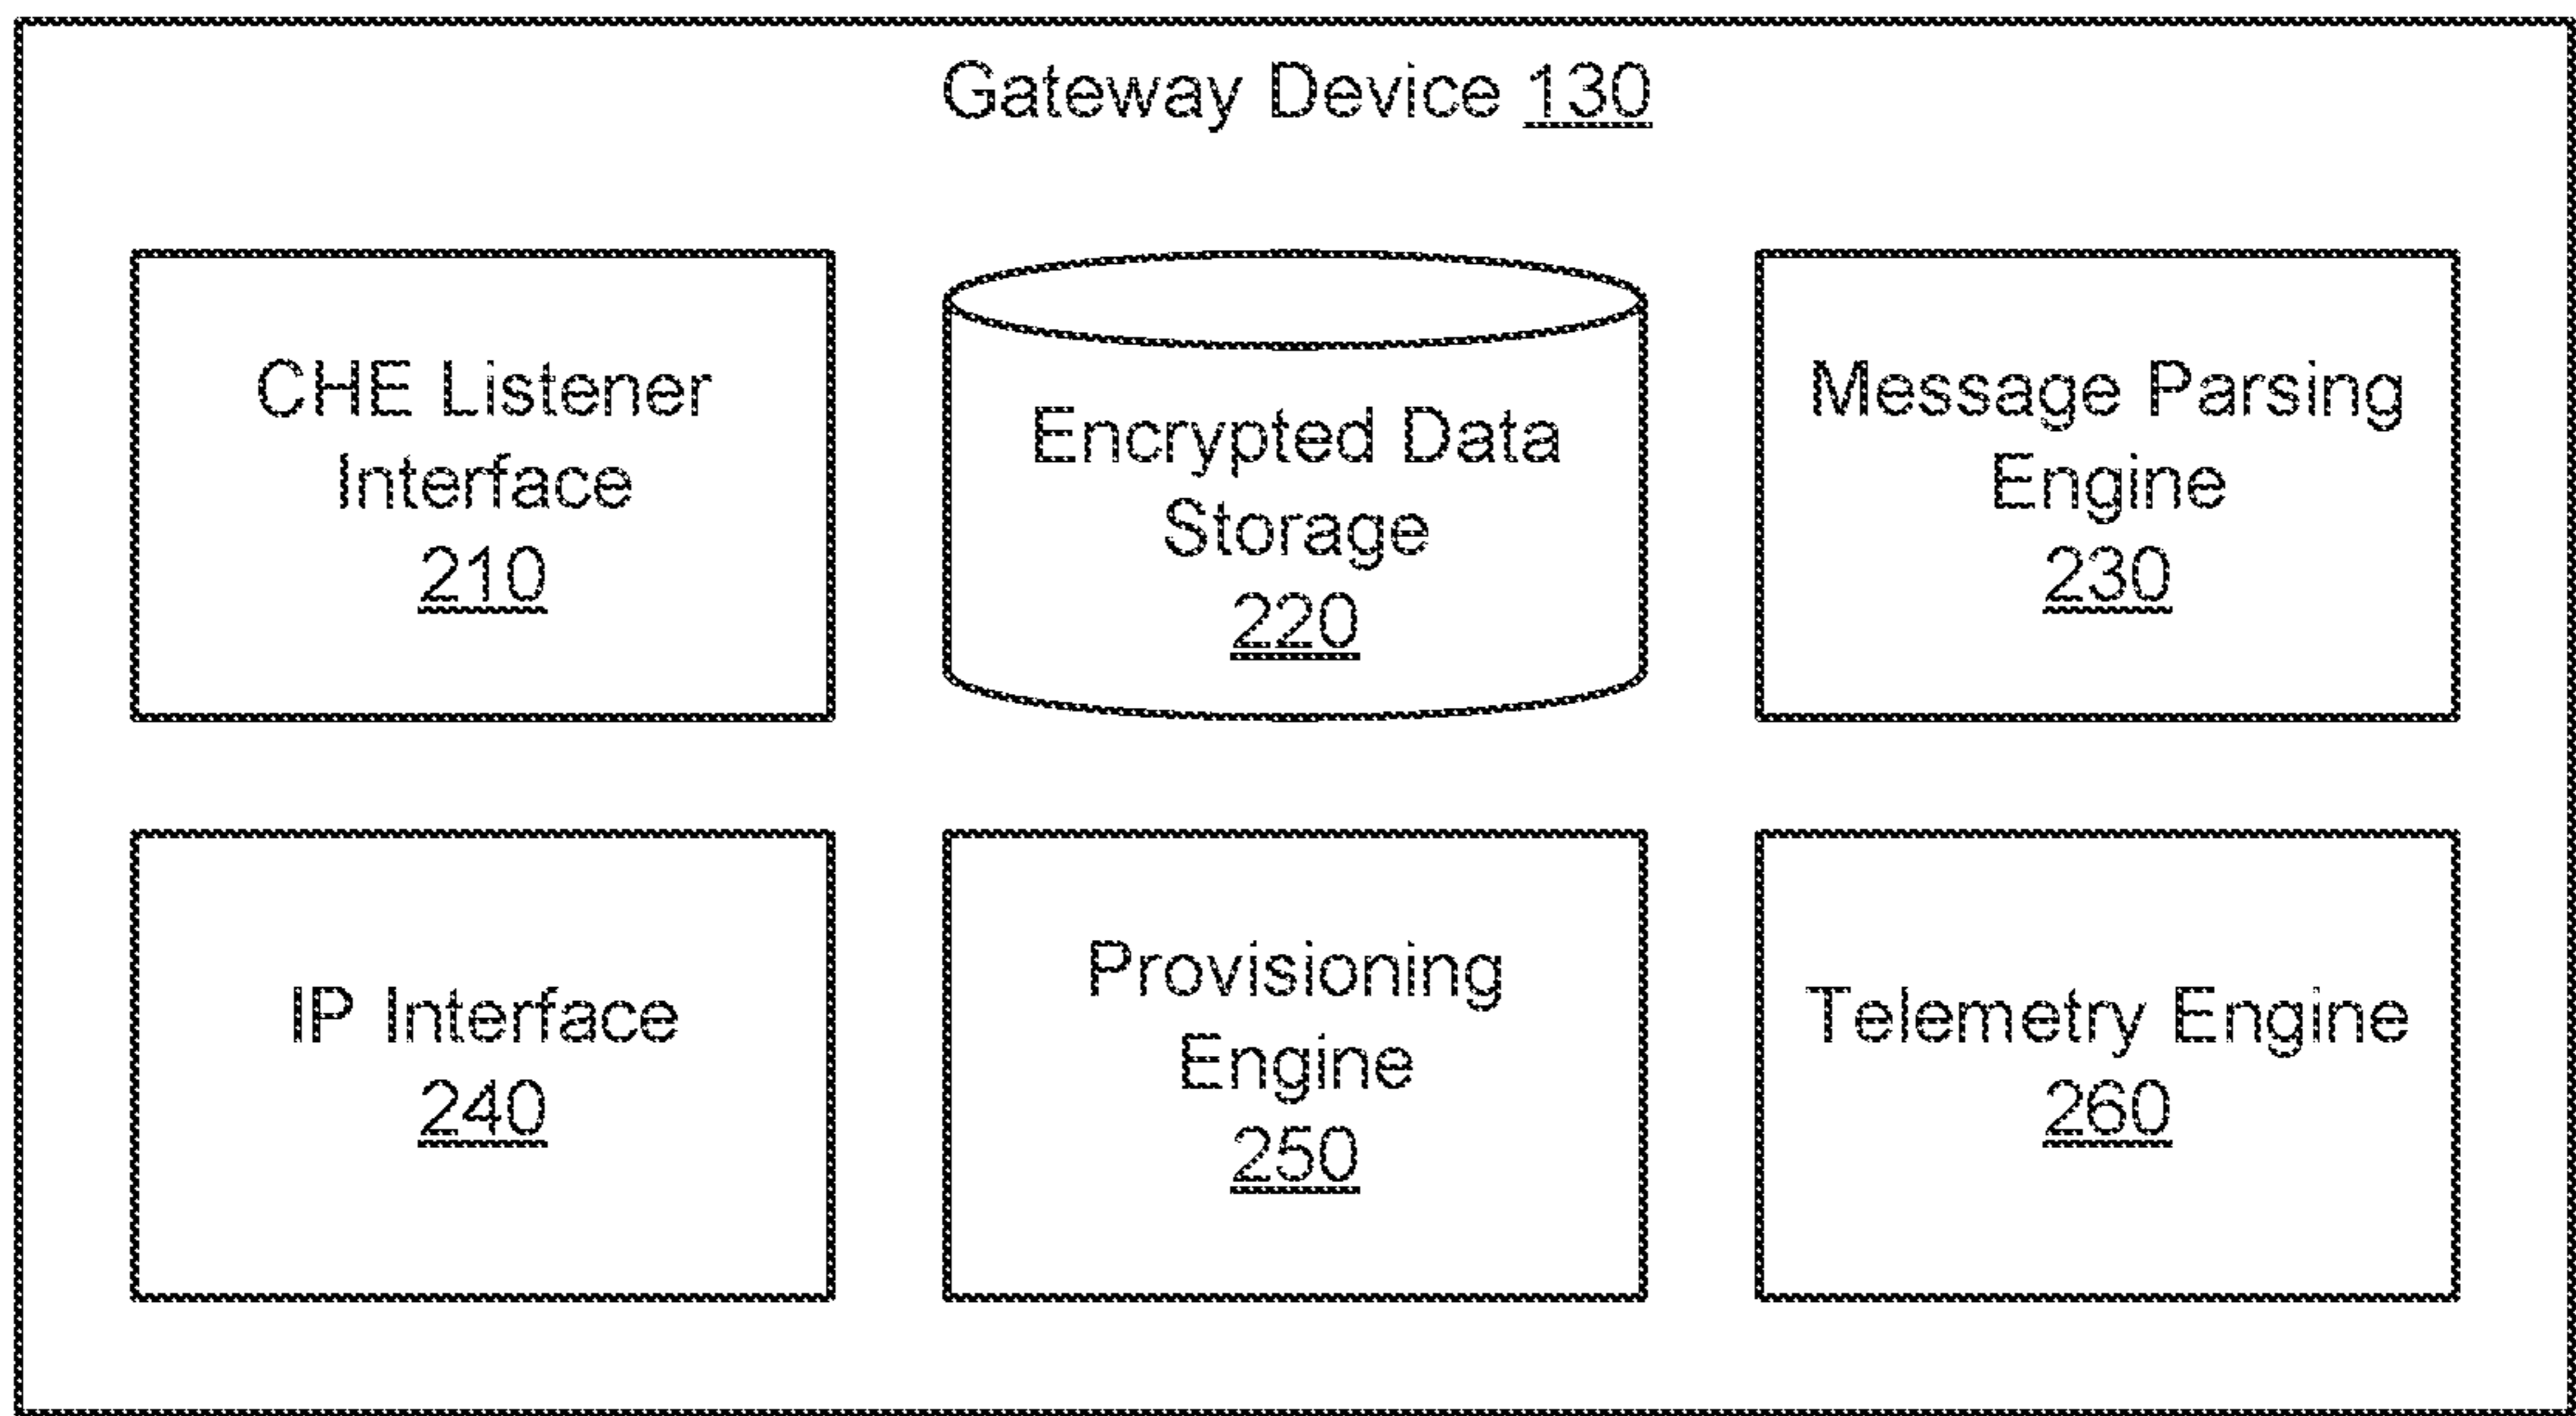 Gateway Device 130
CHE Listener
Interface
210
Encrypted Data
Storage
220
Message Parsing
Engine
230
IP Interface
240
Provisioning
Engine
250
Telemetry Engine
260